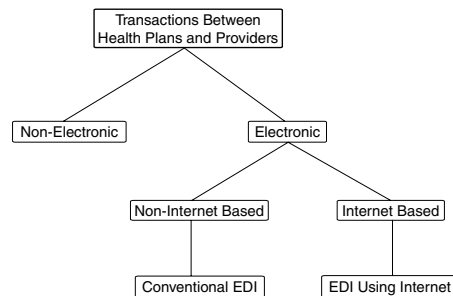 Transactions Between
Health Plans and Providers
Non-Electronic
Electronic
Non-Internet Based
Internet Based
Conventional EDI
EDI Using Internet